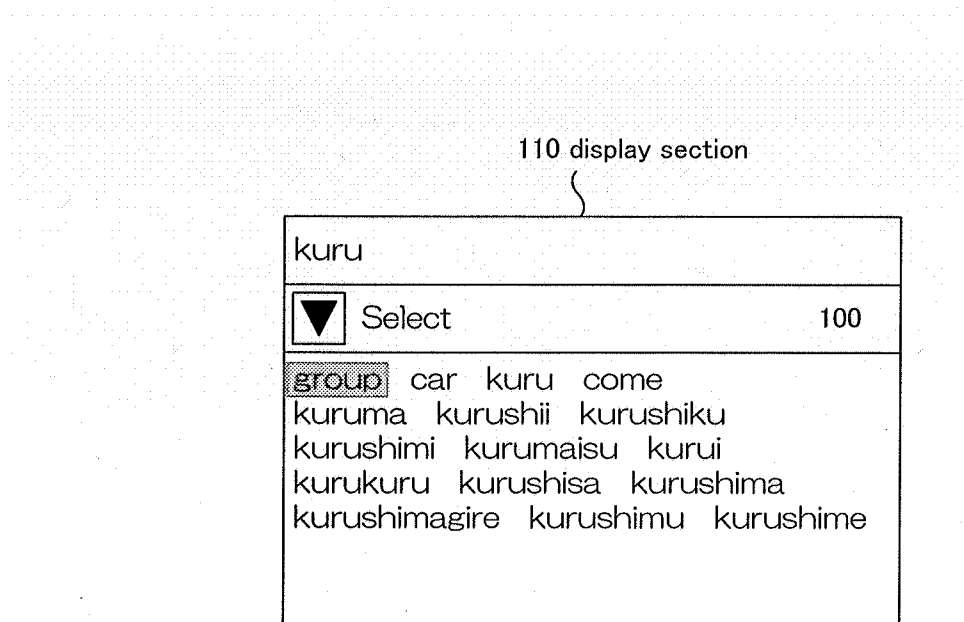 110 display section
kuru
▼ Select 100
group car kuru come
kuruma kurushii kurushiku
kurushimi kurumaisu kurui
kurukuru kurushisa kurushima
kurushimagire kurushimu kurushime